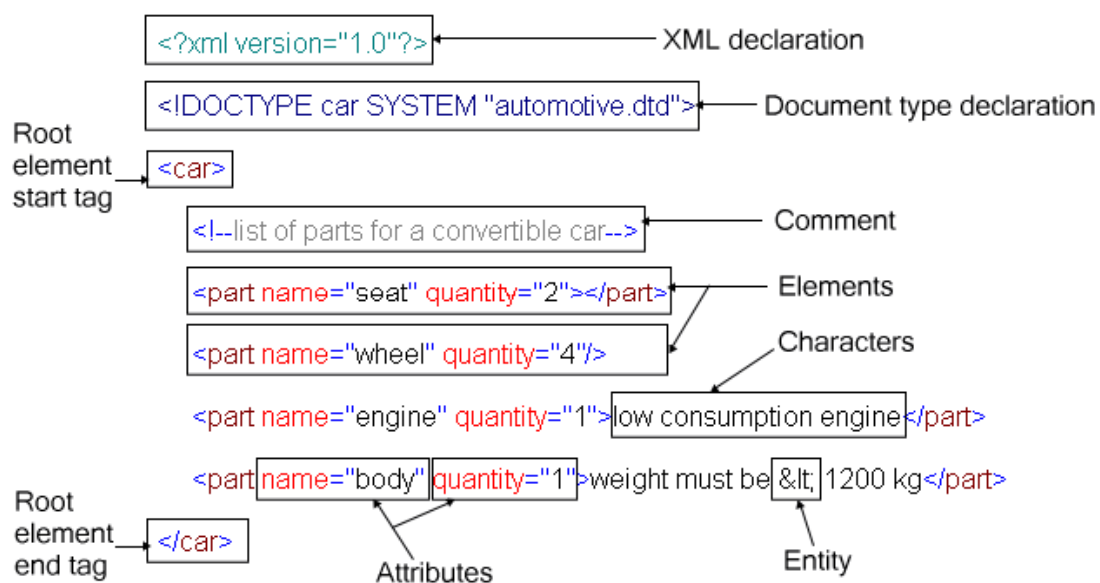 <?xml version="1.0"?>
XML declaration
<!DOCTYPE car SYSTEM "automotive.dtd">
Document type declaration
Root
element
start tag
<car>
<!--list of parts for a convertible car-->
Comment
<part name="seat" quantity="2"></part>
Elements
<part name="wheel" quantity="4"/>
Characters
<part name="engine" quantity="1">low consumption engine</part>
<part name="body" quantity="1">weight must be &lt; 1200 kg</part>
Root
element
end tag
</car>
Attributes
Entity